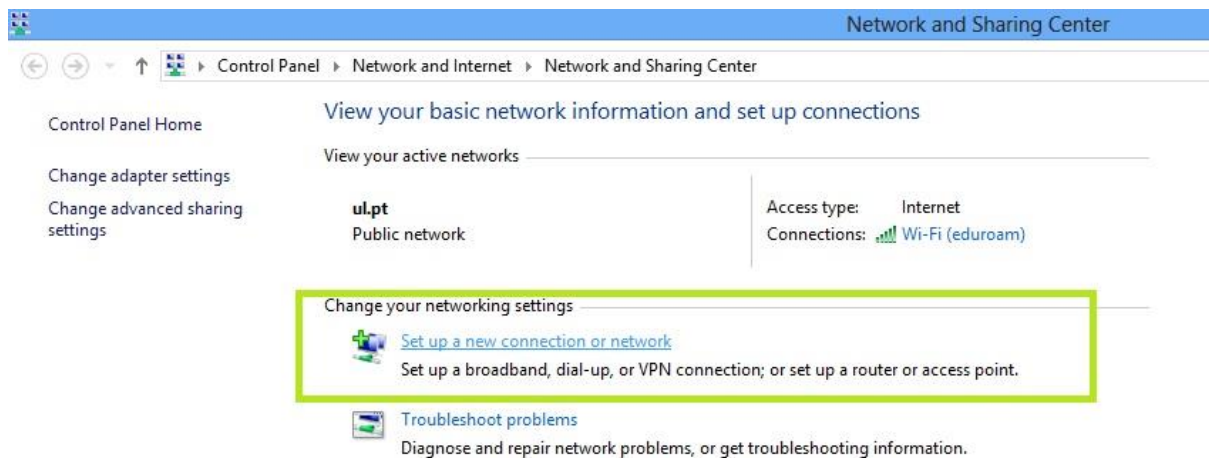 Network and Sharing Center
Control Panel Network and Internet Network and Sharing Center
Control Panel Home
Change adapter settings
Change advanced sharing
settings
View your basic network information and set up connections
View your active networks
ul.pt
Public network
Access type: Internet
Connections: Wi-Fi (eduroam)
Change your networking settings
Set up a new connection or network
Set up a broadband, dial-up, or VPN connection; or set up a router or access point.
Troubleshoot problems
Diagnose and repair network problems, or get troubleshooting information.